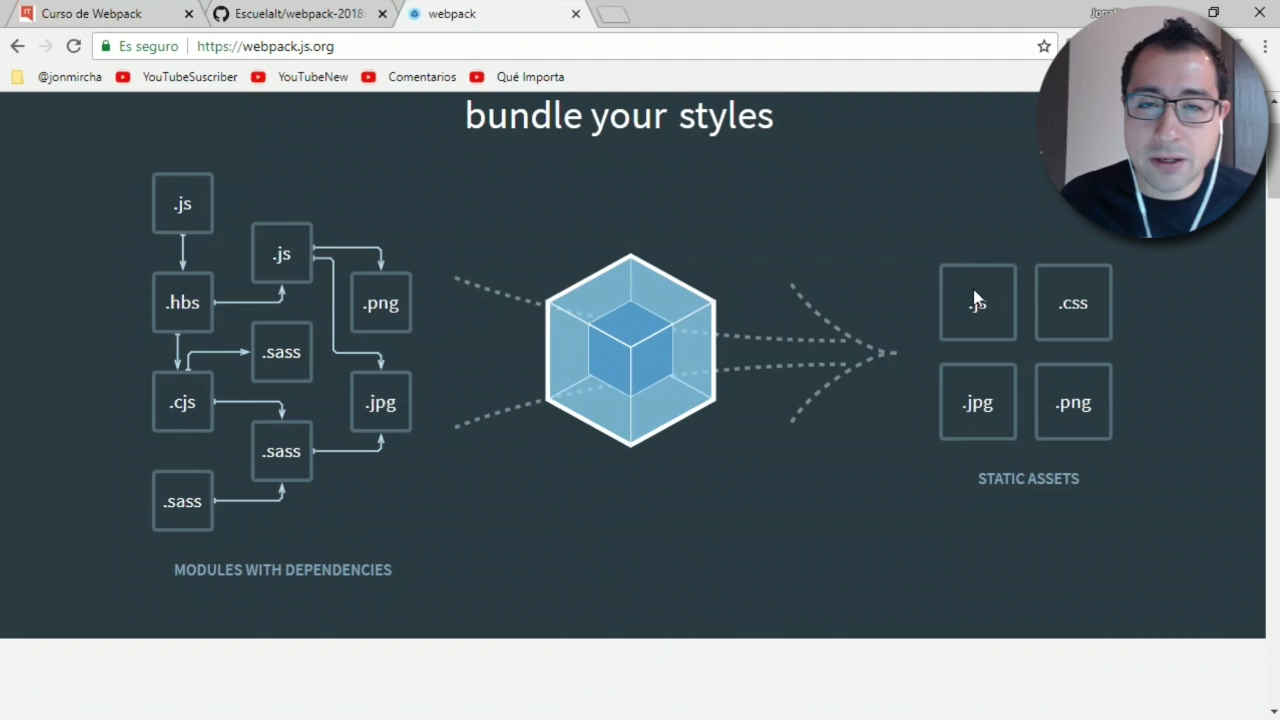 Curso de Webpack
Escuelalt/webpack-2018
webpack
Es seguro
https://webpack.js.org
@jonmircha
YouTubeSuscriber
YouTubeNew
Comentarios
Qué Importa
bundle your styles
.js
.js
.hbs
.png
.sass
.cjs
.jpg
.sass
.sass
MODULES WITH DEPENDENCIES
.js
.css
.jpg
.png
STATIC ASSETS